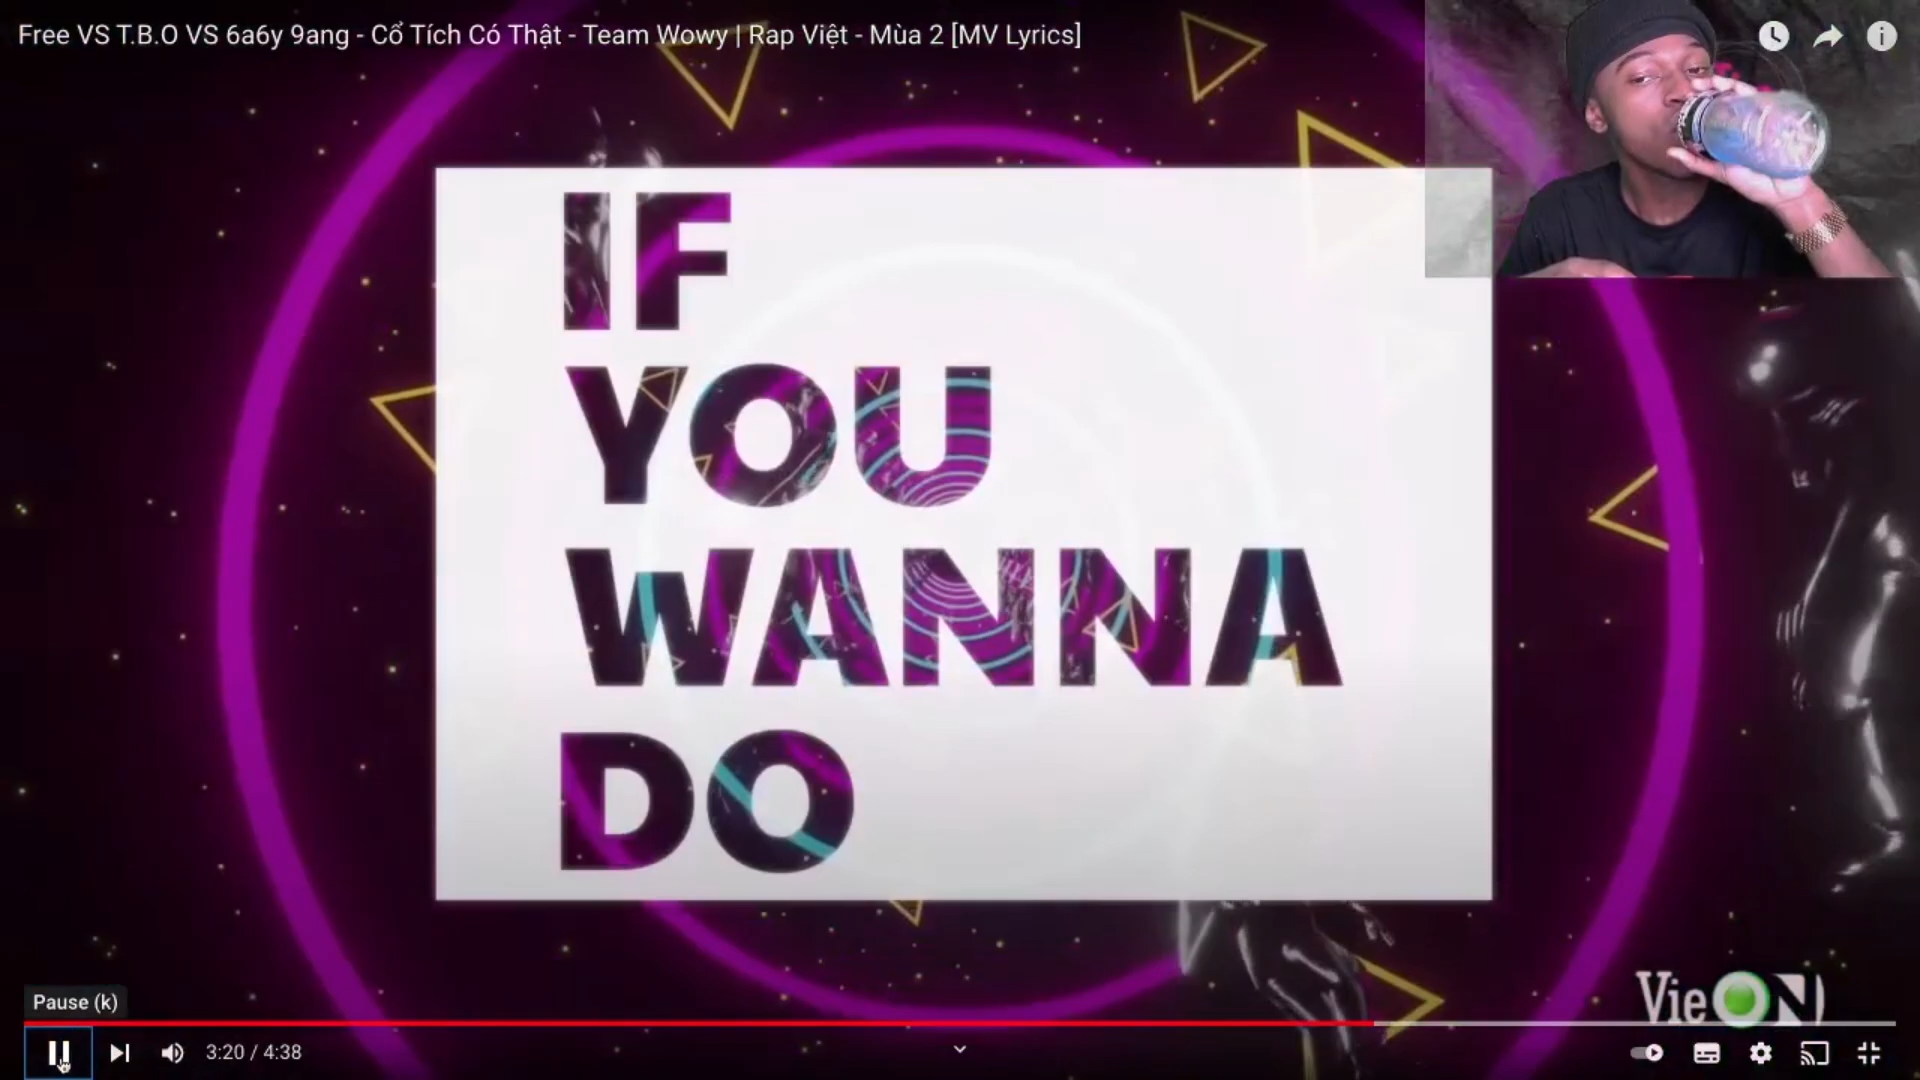 Free VS T.B.O VS 6a6y 9ang - Cổ Tích Có Thật - Team Wowy | Rap Việt - Mùa 2 [MV Lyrics]
IF
YOU
WANNA
DO
VieON
Pause (k)
3:20 / 4:38